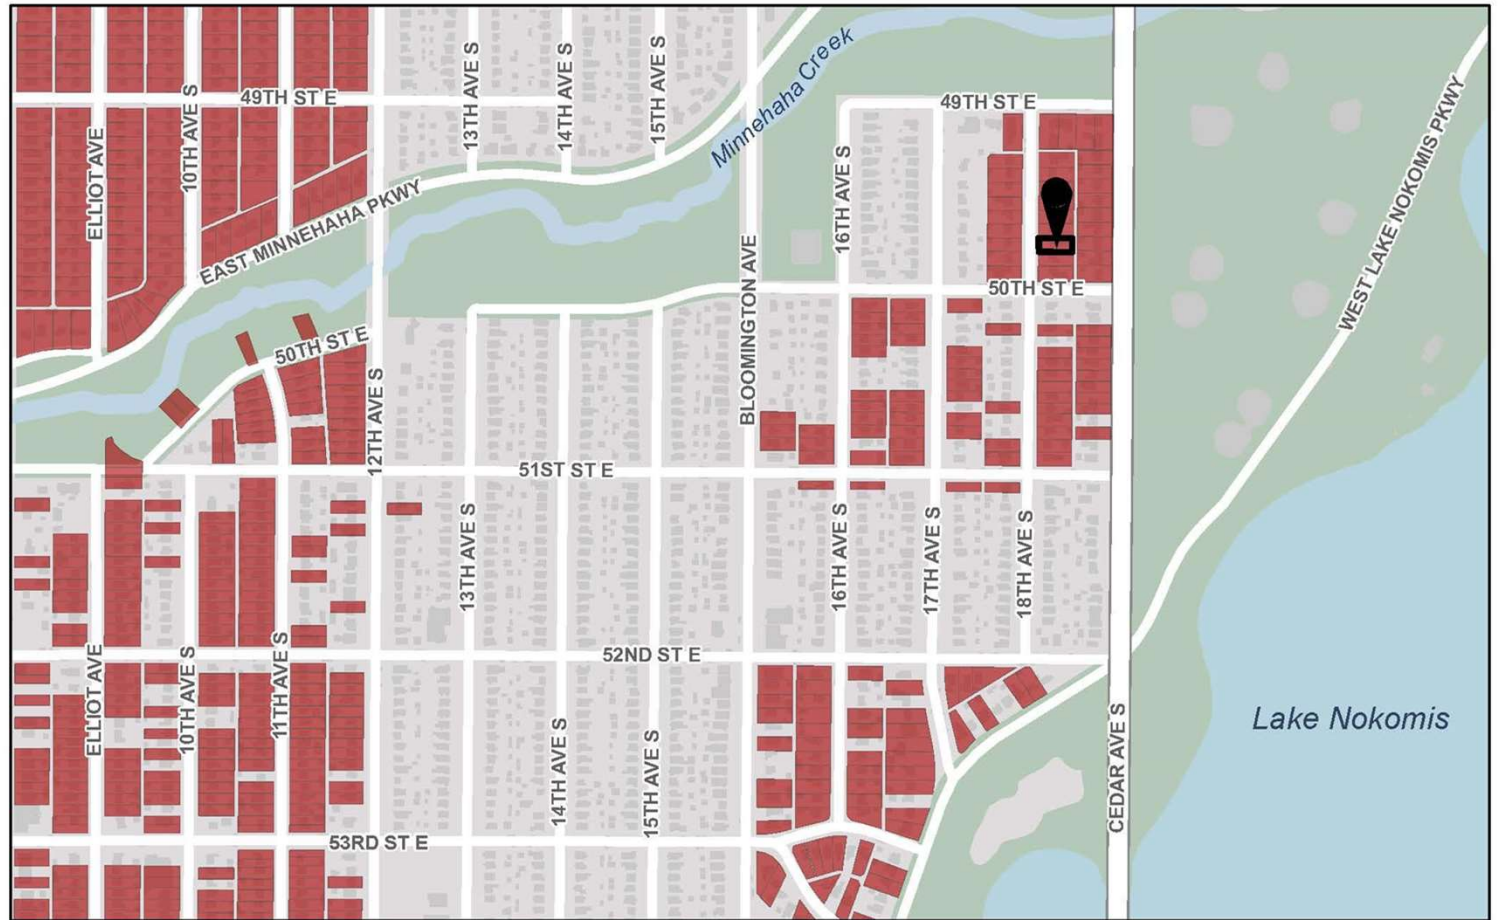 13TH AVE S
14TH AVE S
15TH AVE S
Minnehaha Creek
49TH ST E
10TH AVE S
ELLIOT AVE
49TH ST E
16TH AVE S
WEST LAKE NOKOMIS PKWY
EAST MINNEHAHA PKWY
BLOOMINGTON AVE
50TH ST E
50TH ST E
12TH AVE S
51ST ST E
13TH AVE S
16TH AVE S
17TH AVE S
18TH AVE S
ELLIOT AVE
10TH AVE S
11TH AVE S
52ND ST E
14TH AVE S
15TH AVE S
CEDAR AVE S
Lake Nokomis
53RD ST E